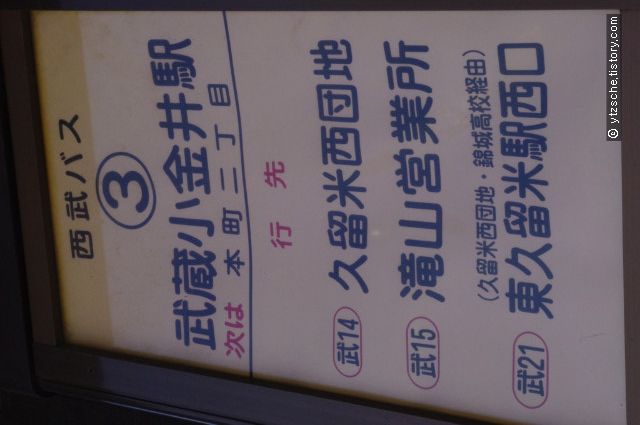 西武バス
③
武蔵小金井駅
次は 本町二丁目
行先
武14 久留米西団地
武15 滝山営業所
(久留米西団地・錦城高校経由)
武21 東久留米駅西口
© ytzsche.tistory.com